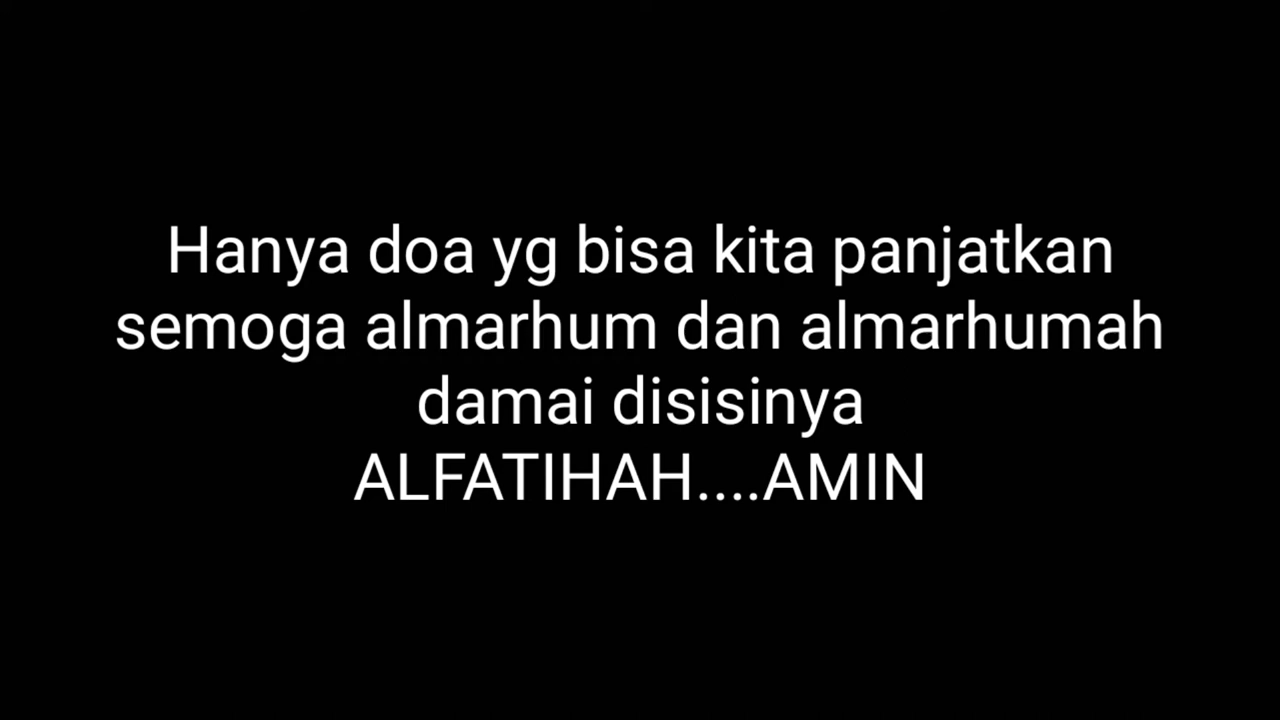 Hanya doa yg bisa kita panjatkan
semoga almarhum dan almarhumah
damai disisinya
ALFATIHAH....AMIN